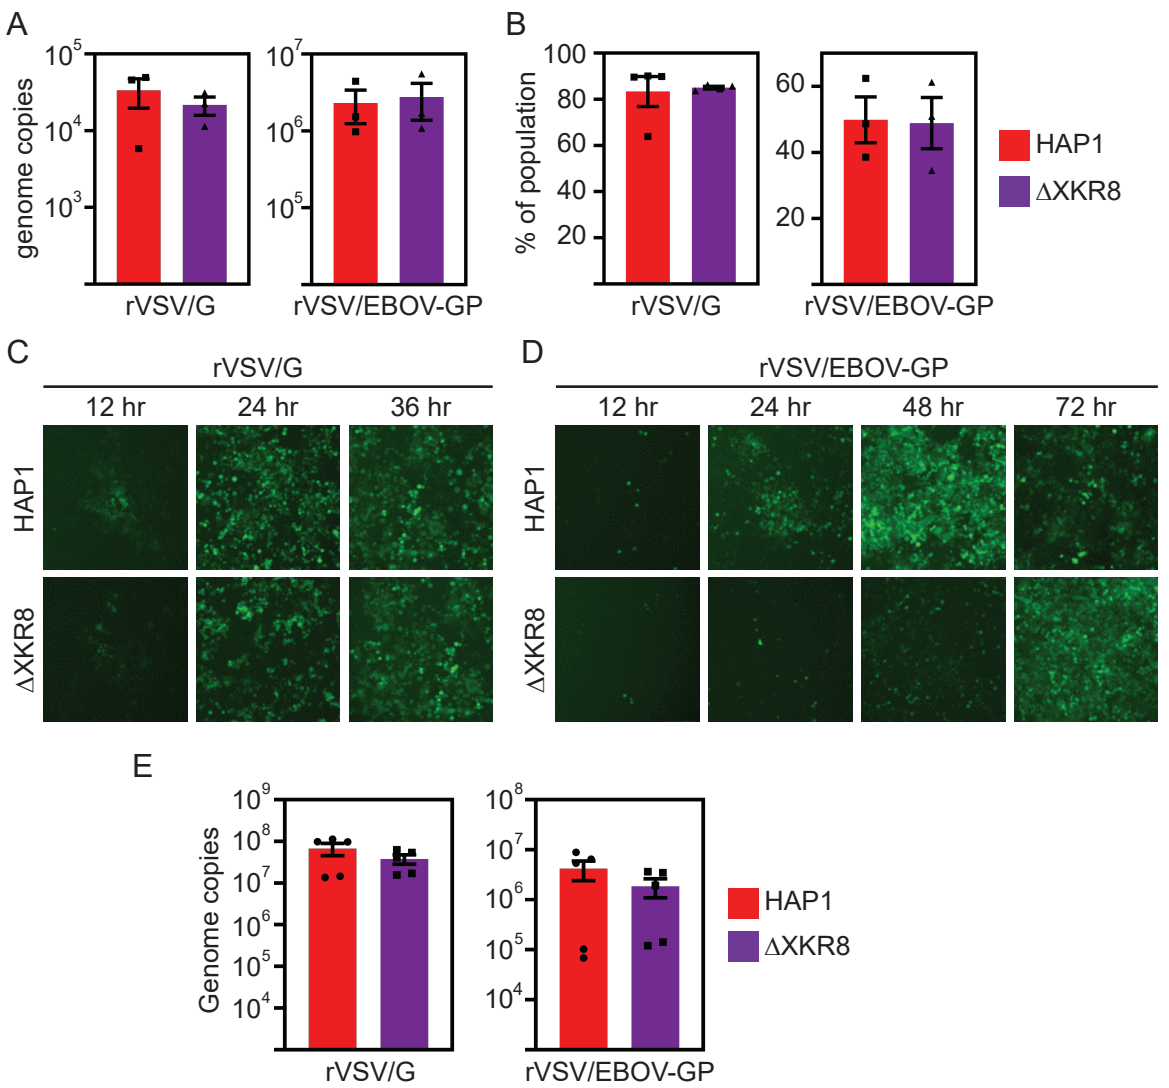 A
genome copies
10^5
10^4
10^3
rVSV/G
10^7
10^6
10^5
rVSV/EBOV-GP
B
% of population
100
80
60
40
20
rVSV/G
60
40
20
rVSV/EBOV-GP
HAP1
ΔXKR8
C
rVSV/G
12 hr 24 hr 36 hr
HAP1
ΔXKR8
D
rVSV/EBOV-GP
12 hr 24 hr 48 hr 72 hr
HAP1
ΔXKR8
E
Genome copies
10^9
10^8
10^7
10^6
10^5
10^4
rVSV/G
10^8
10^7
10^6
10^5
10^4
rVSV/EBOV-GP
HAP1
ΔXKR8